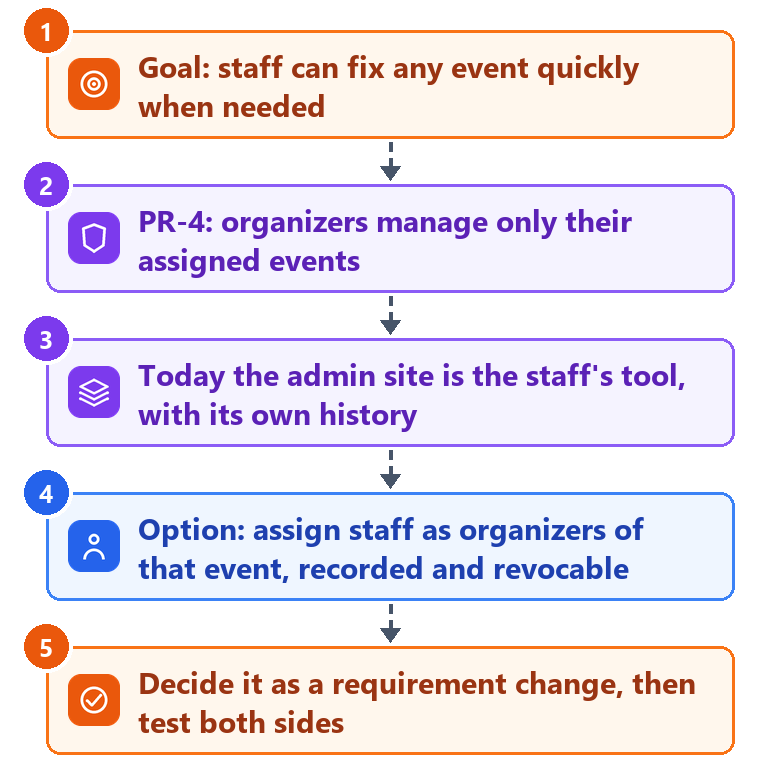 1
Goal: staff can fix any event quickly
when needed
2
PR-4: organizers manage only their
assigned events
3
Today the admin site is the staff's tool,
with its own history
4
Option: assign staff as organizers of
that event, recorded and revocable
5
Decide it as a requirement change, then
test both sides